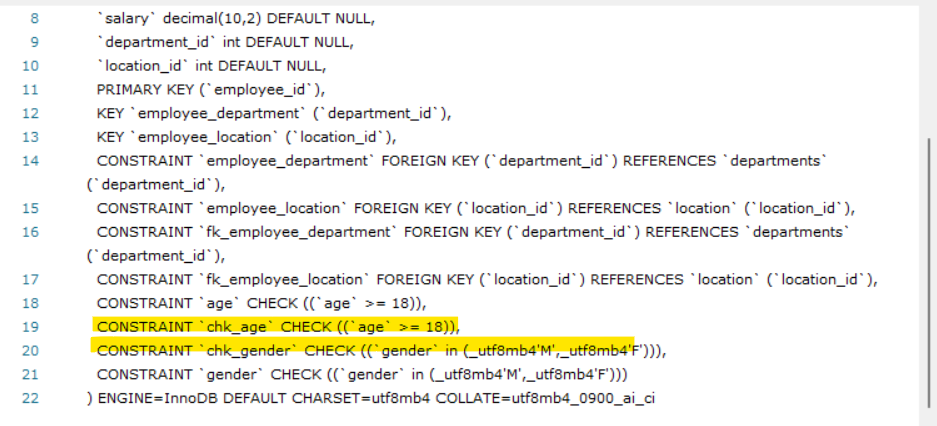 8 `salary` decimal(10,2) DEFAULT NULL,
9 `department_id` int DEFAULT NULL,
10 `location_id` int DEFAULT NULL,
11 PRIMARY KEY (`employee_id`),
12 KEY `employee_department` (`department_id`),
13 KEY `employee_location` (`location_id`),
14 CONSTRAINT `employee_department` FOREIGN KEY (`department_id`) REFERENCES `departments`
(`department_id`),
15 CONSTRAINT `employee_location` FOREIGN KEY (`location_id`) REFERENCES `location` (`location_id`),
16 CONSTRAINT `fk_employee_department` FOREIGN KEY (`department_id`) REFERENCES `departments`
(`department_id`),
17 CONSTRAINT `fk_employee_location` FOREIGN KEY (`location_id`) REFERENCES `location` (`location_id`),
18 CONSTRAINT `age` CHECK ((`age` >= 18)),
19 CONSTRAINT `chk_age` CHECK ((`age` >= 18)),
20 CONSTRAINT `chk_gender` CHECK ((`gender` in (_utf8mb4'M',_utf8mb4'F'))),
21 CONSTRAINT `gender` CHECK ((`gender` in (_utf8mb4'M',_utf8mb4'F')))
22 ) ENGINE=InnoDB DEFAULT CHARSET=utf8mb4 COLLATE=utf8mb4_0900_ai_ci